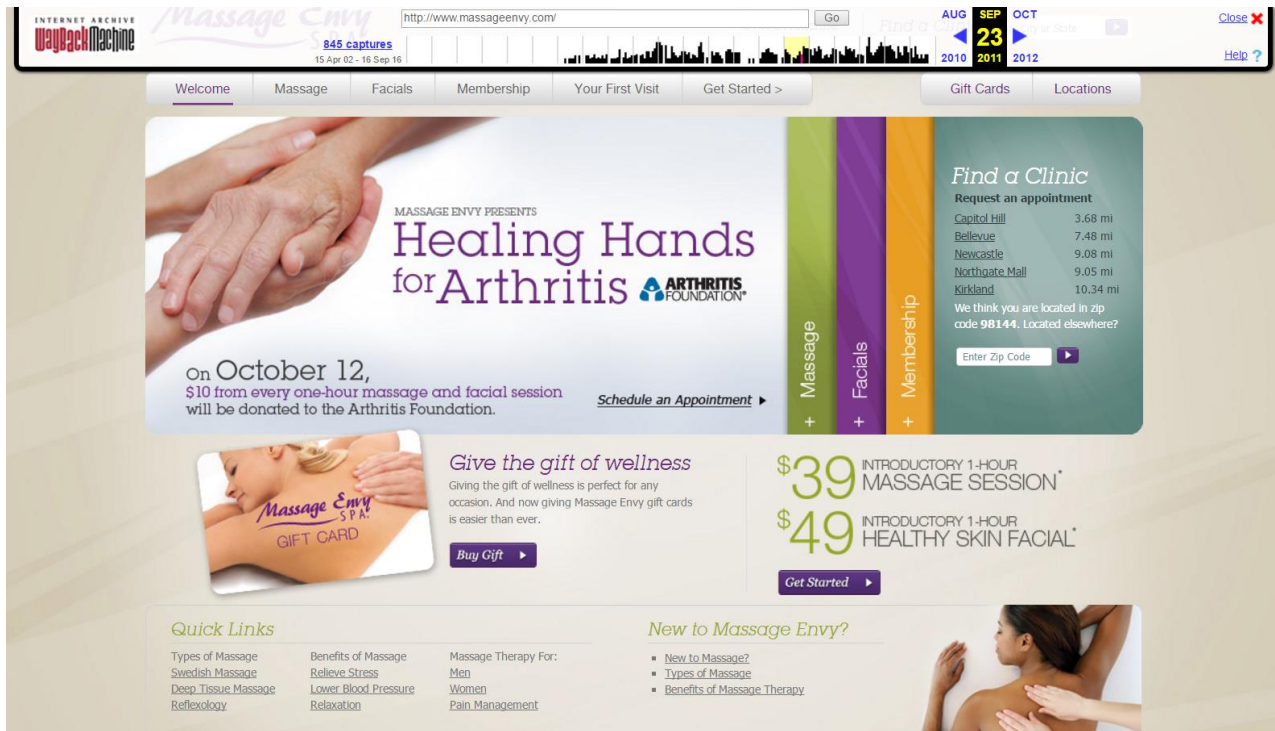 INTERNET ARCHIVE
WayBackMachine
http://www.massageenvy.com/
Go
845 captures
15 Apr 02 - 16 Sep 16
AUG SEP OCT
23
2010 2011 2012
Close
Help ?
Massage Envy
SPA
Find a
or State
Welcome
Massage
Facials
Membership
Your First Visit
Get Started >
Gift Cards
Locations
MASSAGE ENVY PRESENTS
Healing Hands
for Arthritis
ARTHRITIS
FOUNDATION®
on October 12,
$10 from every one-hour massage and facial session
will be donated to the Arthritis Foundation.
Schedule an Appointment
+ Massage
+ Facials
+ Membership
Find a Clinic
Request an appointment
Capitol Hill 3.68 mi
Bellevue 7.48 mi
Newcastle 9.08 mi
Northgate Mall 9.05 mi
Kirkland 10.34 mi
We think you are located in zip
code 98144. Located elsewhere?
Enter Zip Code
Massage Envy
SPA.
GIFT CARD
Give the gift of wellness
Giving the gift of wellness is perfect for any
occasion. And now giving Massage Envy gift cards
is easier than ever.
Buy Gift
$39 INTRODUCTORY 1-HOUR
MASSAGE SESSION*
$49 INTRODUCTORY 1-HOUR
HEALTHY SKIN FACIAL*
Get Started
Quick Links
Types of Massage
Swedish Massage
Deep Tissue Massage
Reflexology
Benefits of Massage
Relieve Stress
Lower Blood Pressure
Relaxation
Massage Therapy For:
Men
Women
Pain Management
New to Massage Envy?
New to Massage?
Types of Massage
Benefits of Massage Therapy